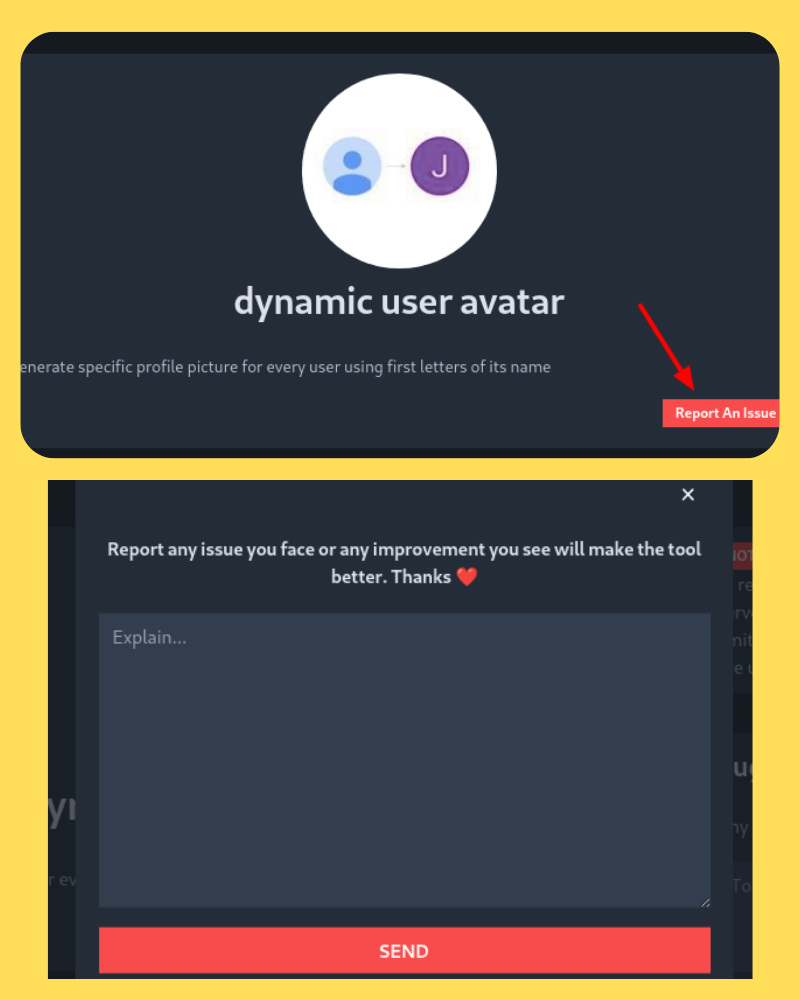 J
dynamic user avatar
enerate specific profile picture for every user using first letters of its name
Report An Issue
×
Report any issue you face or any improvement you see will make the tool
better. Thanks ❤️
Explain...
SEND